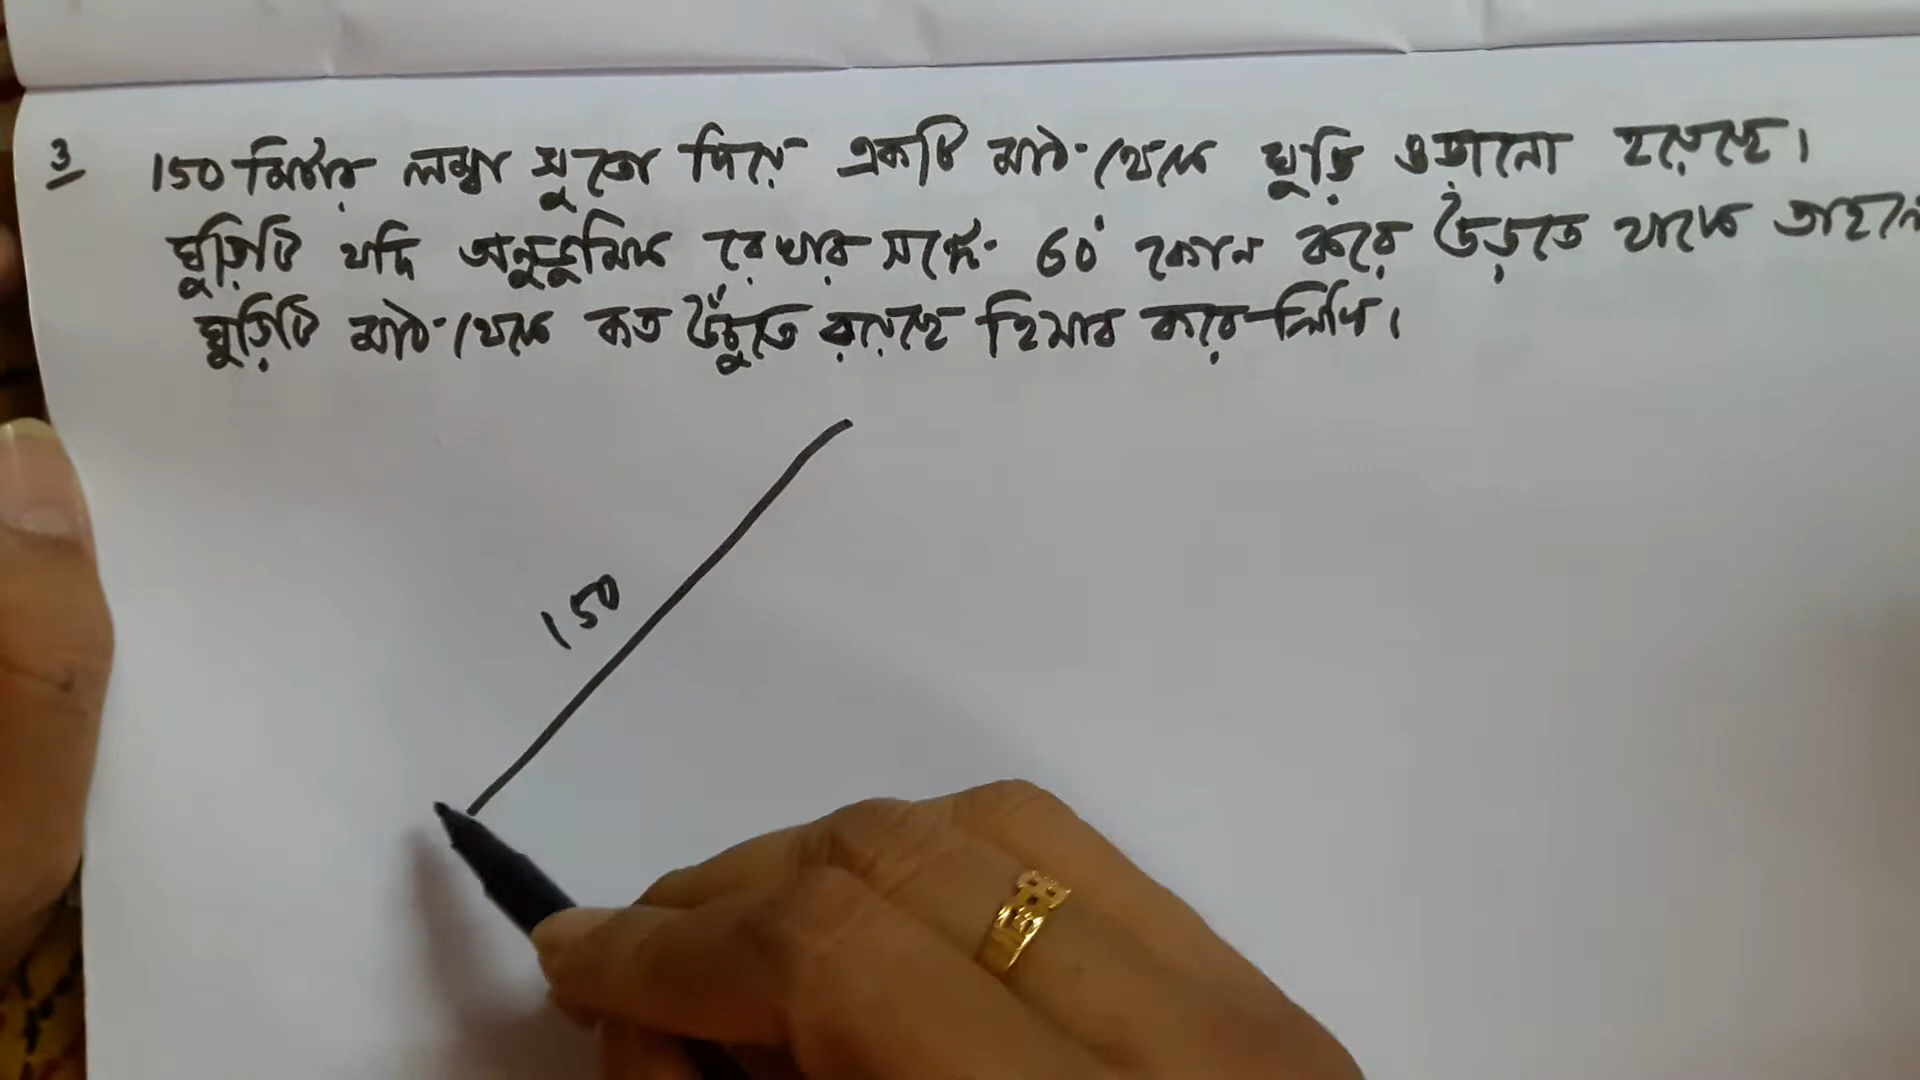 3 150 মিটার লম্বা সুতো দিয়ে একটি মাঠ থেকে ঘুড়ি ওড়ানো হয়েছে।
ঘুড়িটি যদি অনুভূমিক রেখার সঙ্গে 60° কোন করে উড়তে থাকে তাহলে
ঘুড়িটি মাঠ থেকে কত উঁচুতে রয়েছে হিসাব করে লিখি।
150